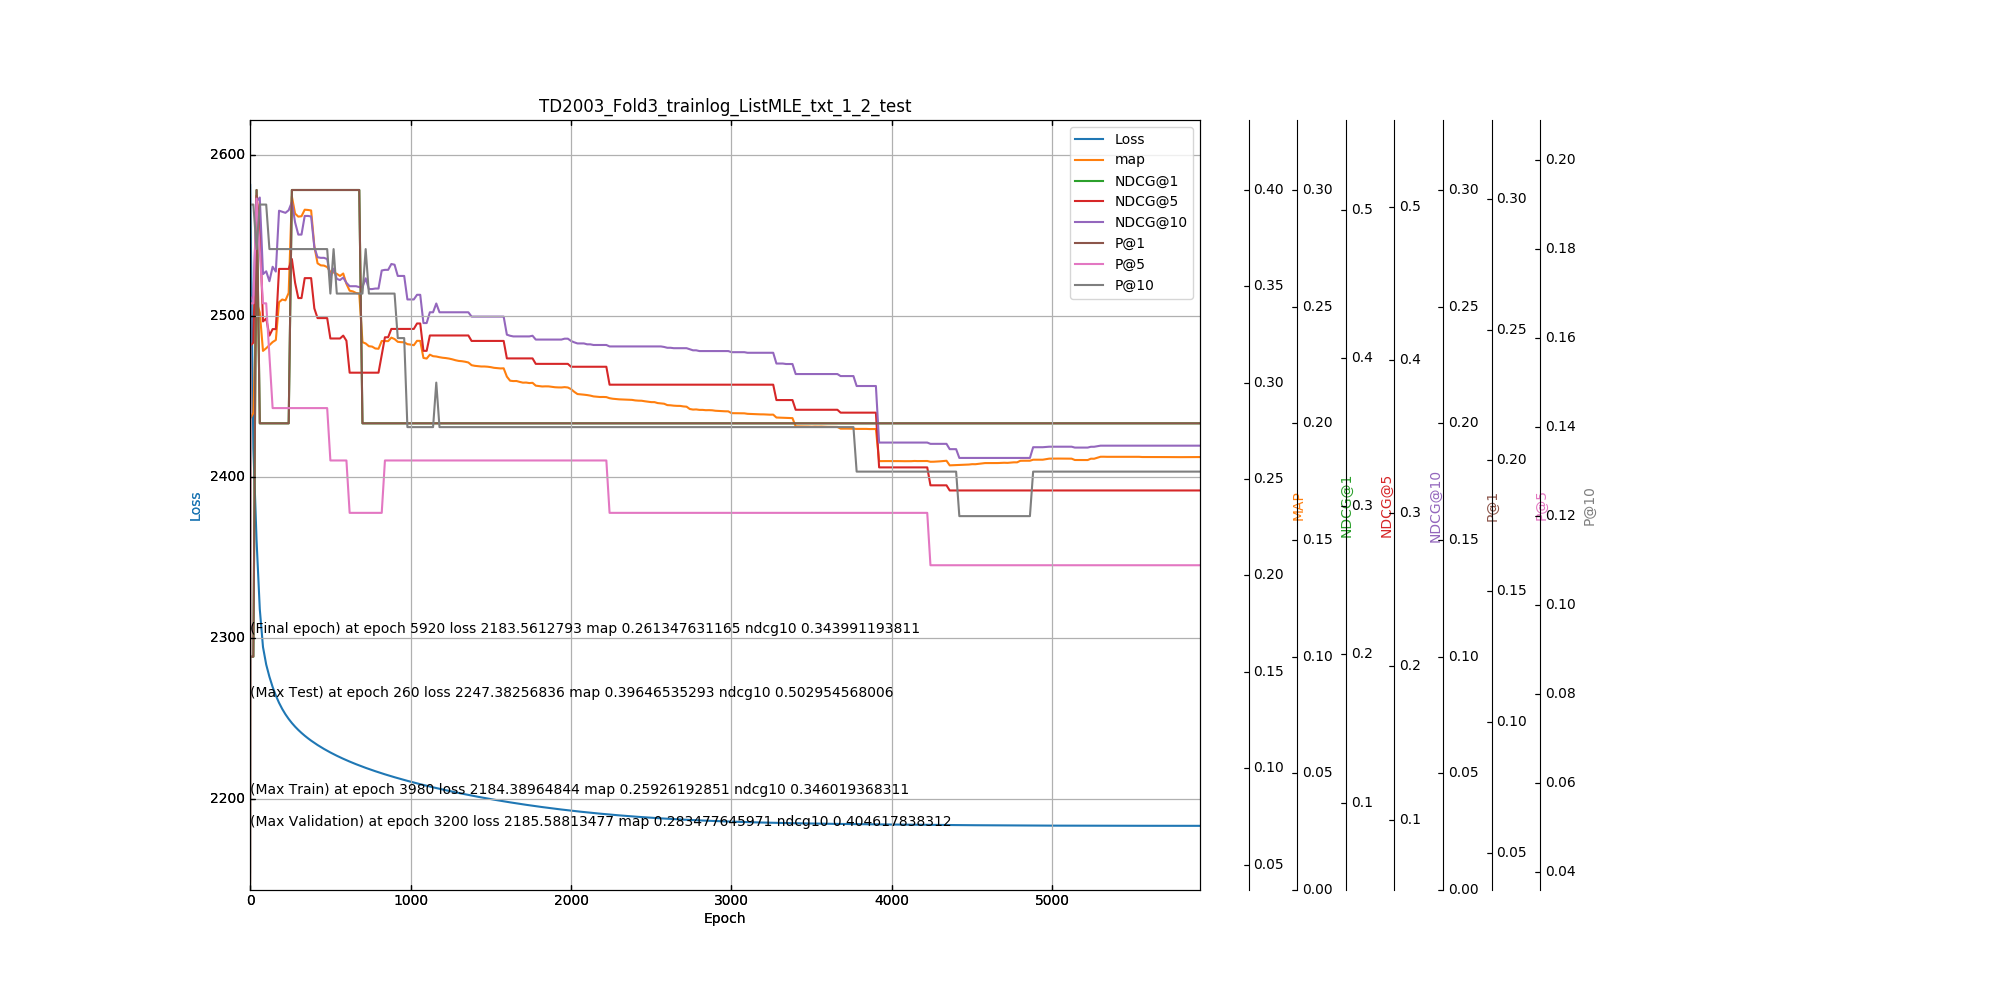 TD2003_Fold3_trainlog_ListMLE_txt_1_2_test
Loss
map
NDCG@1
NDCG@5
NDCG@10
P@1
P@5
P@10
2600
2500
2400
2300
2200
Loss
(Final epoch) at epoch 5920 loss 2183.5612793 map 0.261347631165 ndcg10 0.343991193811
(Max Test) at epoch 260 loss 2247.38256836 map 0.39646535293 ndcg10 0.502954568006
(Max Train) at epoch 3980 loss 2184.38964844 map 0.25926192851 ndcg10 0.346019368311
(Max Validation) at epoch 3200 loss 2185.58813477 map 0.283477645971 ndcg10 0.404617838312
0 1000 2000 3000 4000 5000
Epoch
0.40
0.35
0.30
0.25
0.20
0.15
0.10
0.05
MAP
0.30
0.25
0.20
0.15
0.10
0.05
0.00
NDCG@1
0.5
0.4
0.3
0.2
0.1
NDCG@5
0.5
0.4
0.3
0.2
0.1
NDCG@10
0.30
0.25
0.20
0.15
0.10
0.05
0.00
P@1
0.30
0.25
0.20
0.15
0.10
0.05
P@5
0.20
0.18
0.16
0.14
0.12
0.10
0.08
0.06
0.04
P@10